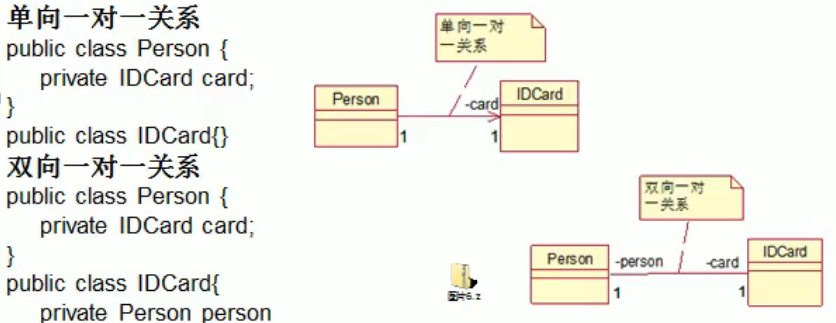 单向一对一关系
public class Person {
private IDCard card;
}
public class IDCard{}
双向一对一关系
public class Person {
private IDCard card;
}
public class IDCard{
private Person person
单向一对
一关系
Person
-card
IDCard
1
1
双向一对
一关系
Person
-person
-card
IDCard
1
1
图片6.z